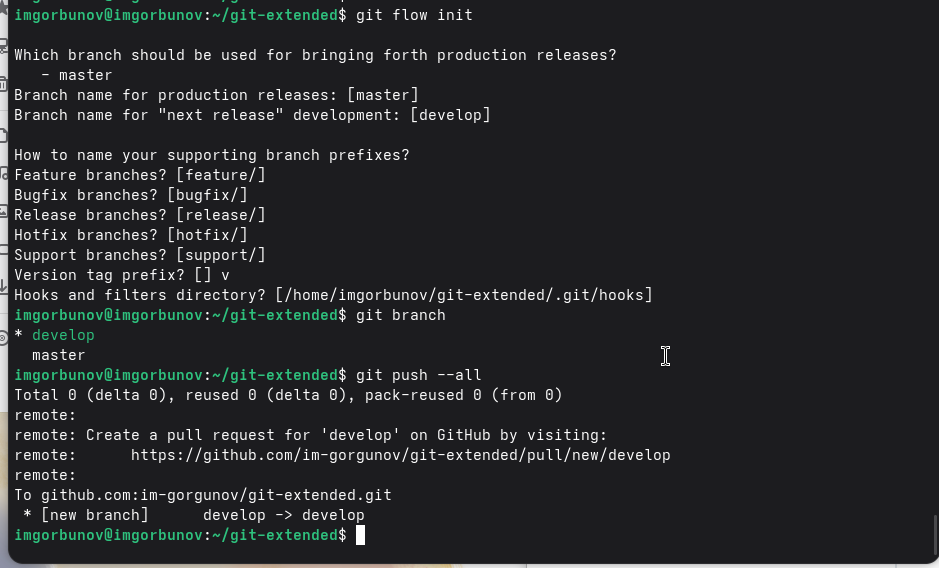 imgorbunov@imgorbunov:~/git-extended$ git flow init
Which branch should be used for bringing forth production releases?
   - master
Branch name for production releases: [master]
Branch name for "next release" development: [develop]
How to name your supporting branch prefixes?
Feature branches? [feature/]
Bugfix branches? [bugfix/]
Release branches? [release/]
Hotfix branches? [hotfix/]
Support branches? [support/]
Version tag prefix? [] v
Hooks and filters directory? [/home/imgorbunov/git-extended/.git/hooks]
imgorbunov@imgorbunov:~/git-extended$ git branch
* develop
  master
imgorbunov@imgorbunov:~/git-extended$ git push --all
Total 0 (delta 0), reused 0 (delta 0), pack-reused 0 (from 0)
remote:
remote: Create a pull request for 'develop' on GitHub by visiting:
remote:      https://github.com/im-gorgunov/git-extended/pull/new/develop
remote:
To github.com:im-gorgunov/git-extended.git
 * [new branch]      develop -> develop
imgorbunov@imgorbunov:~/git-extended$